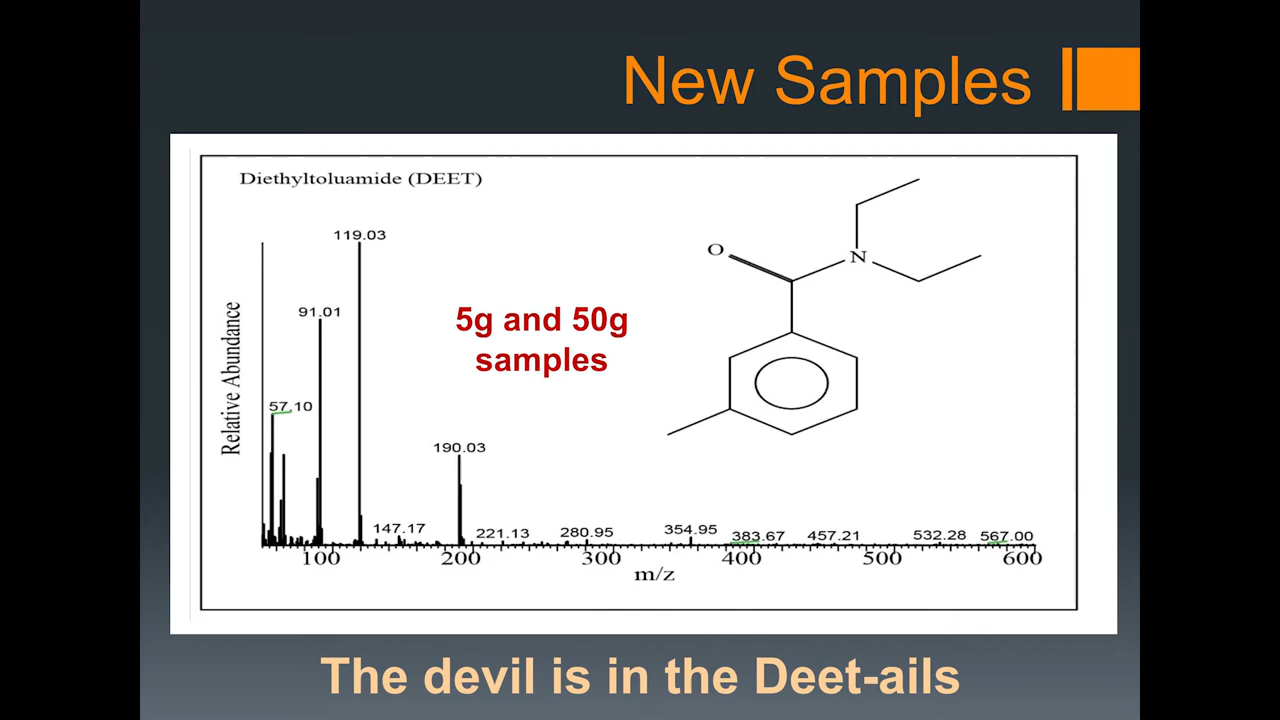 New Samples
Diethyltoluamide (DEET)
119.03
91.01
57.10
190.03
147.17
221.13
280.95
354.95
383.67
457.21
532.28
567.00
Relative Abundance
5g and 50g
samples
O
N
100
200
300
400
500
600
m/z
The devil is in the Deet-ails